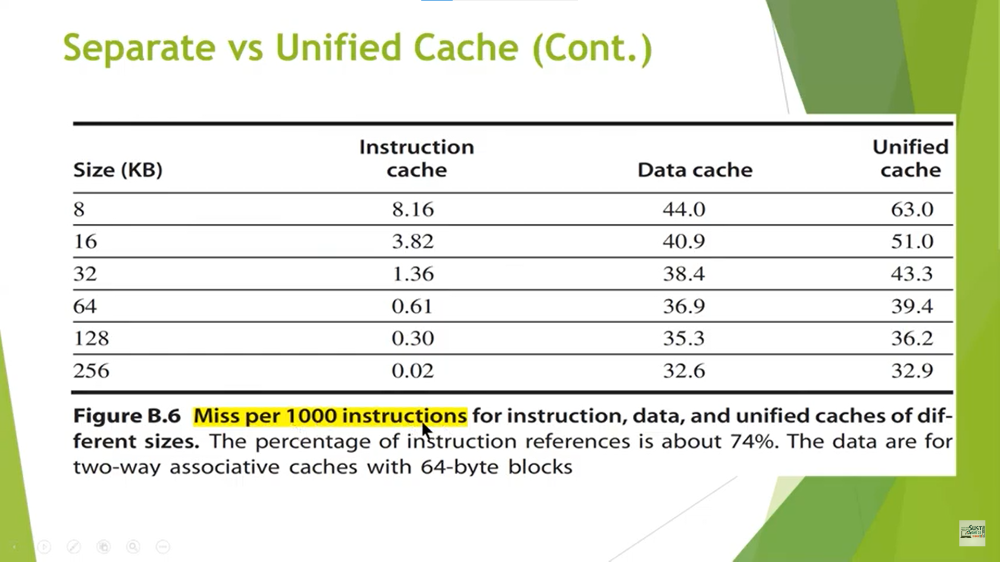 Separate vs Unified Cache (Cont.)
Size (KB) Instruction cache Data cache Unified cache
8 8.16 44.0 63.0
16 3.82 40.9 51.0
32 1.36 38.4 43.3
64 0.61 36.9 39.4
128 0.30 35.3 36.2
256 0.02 32.6 32.9
Figure B.6 Miss per 1000 instructions for instruction, data, and unified caches of dif-
ferent sizes. The percentage of instruction references is about 74%. The data are for
two-way associative caches with 64-byte blocks
SUST